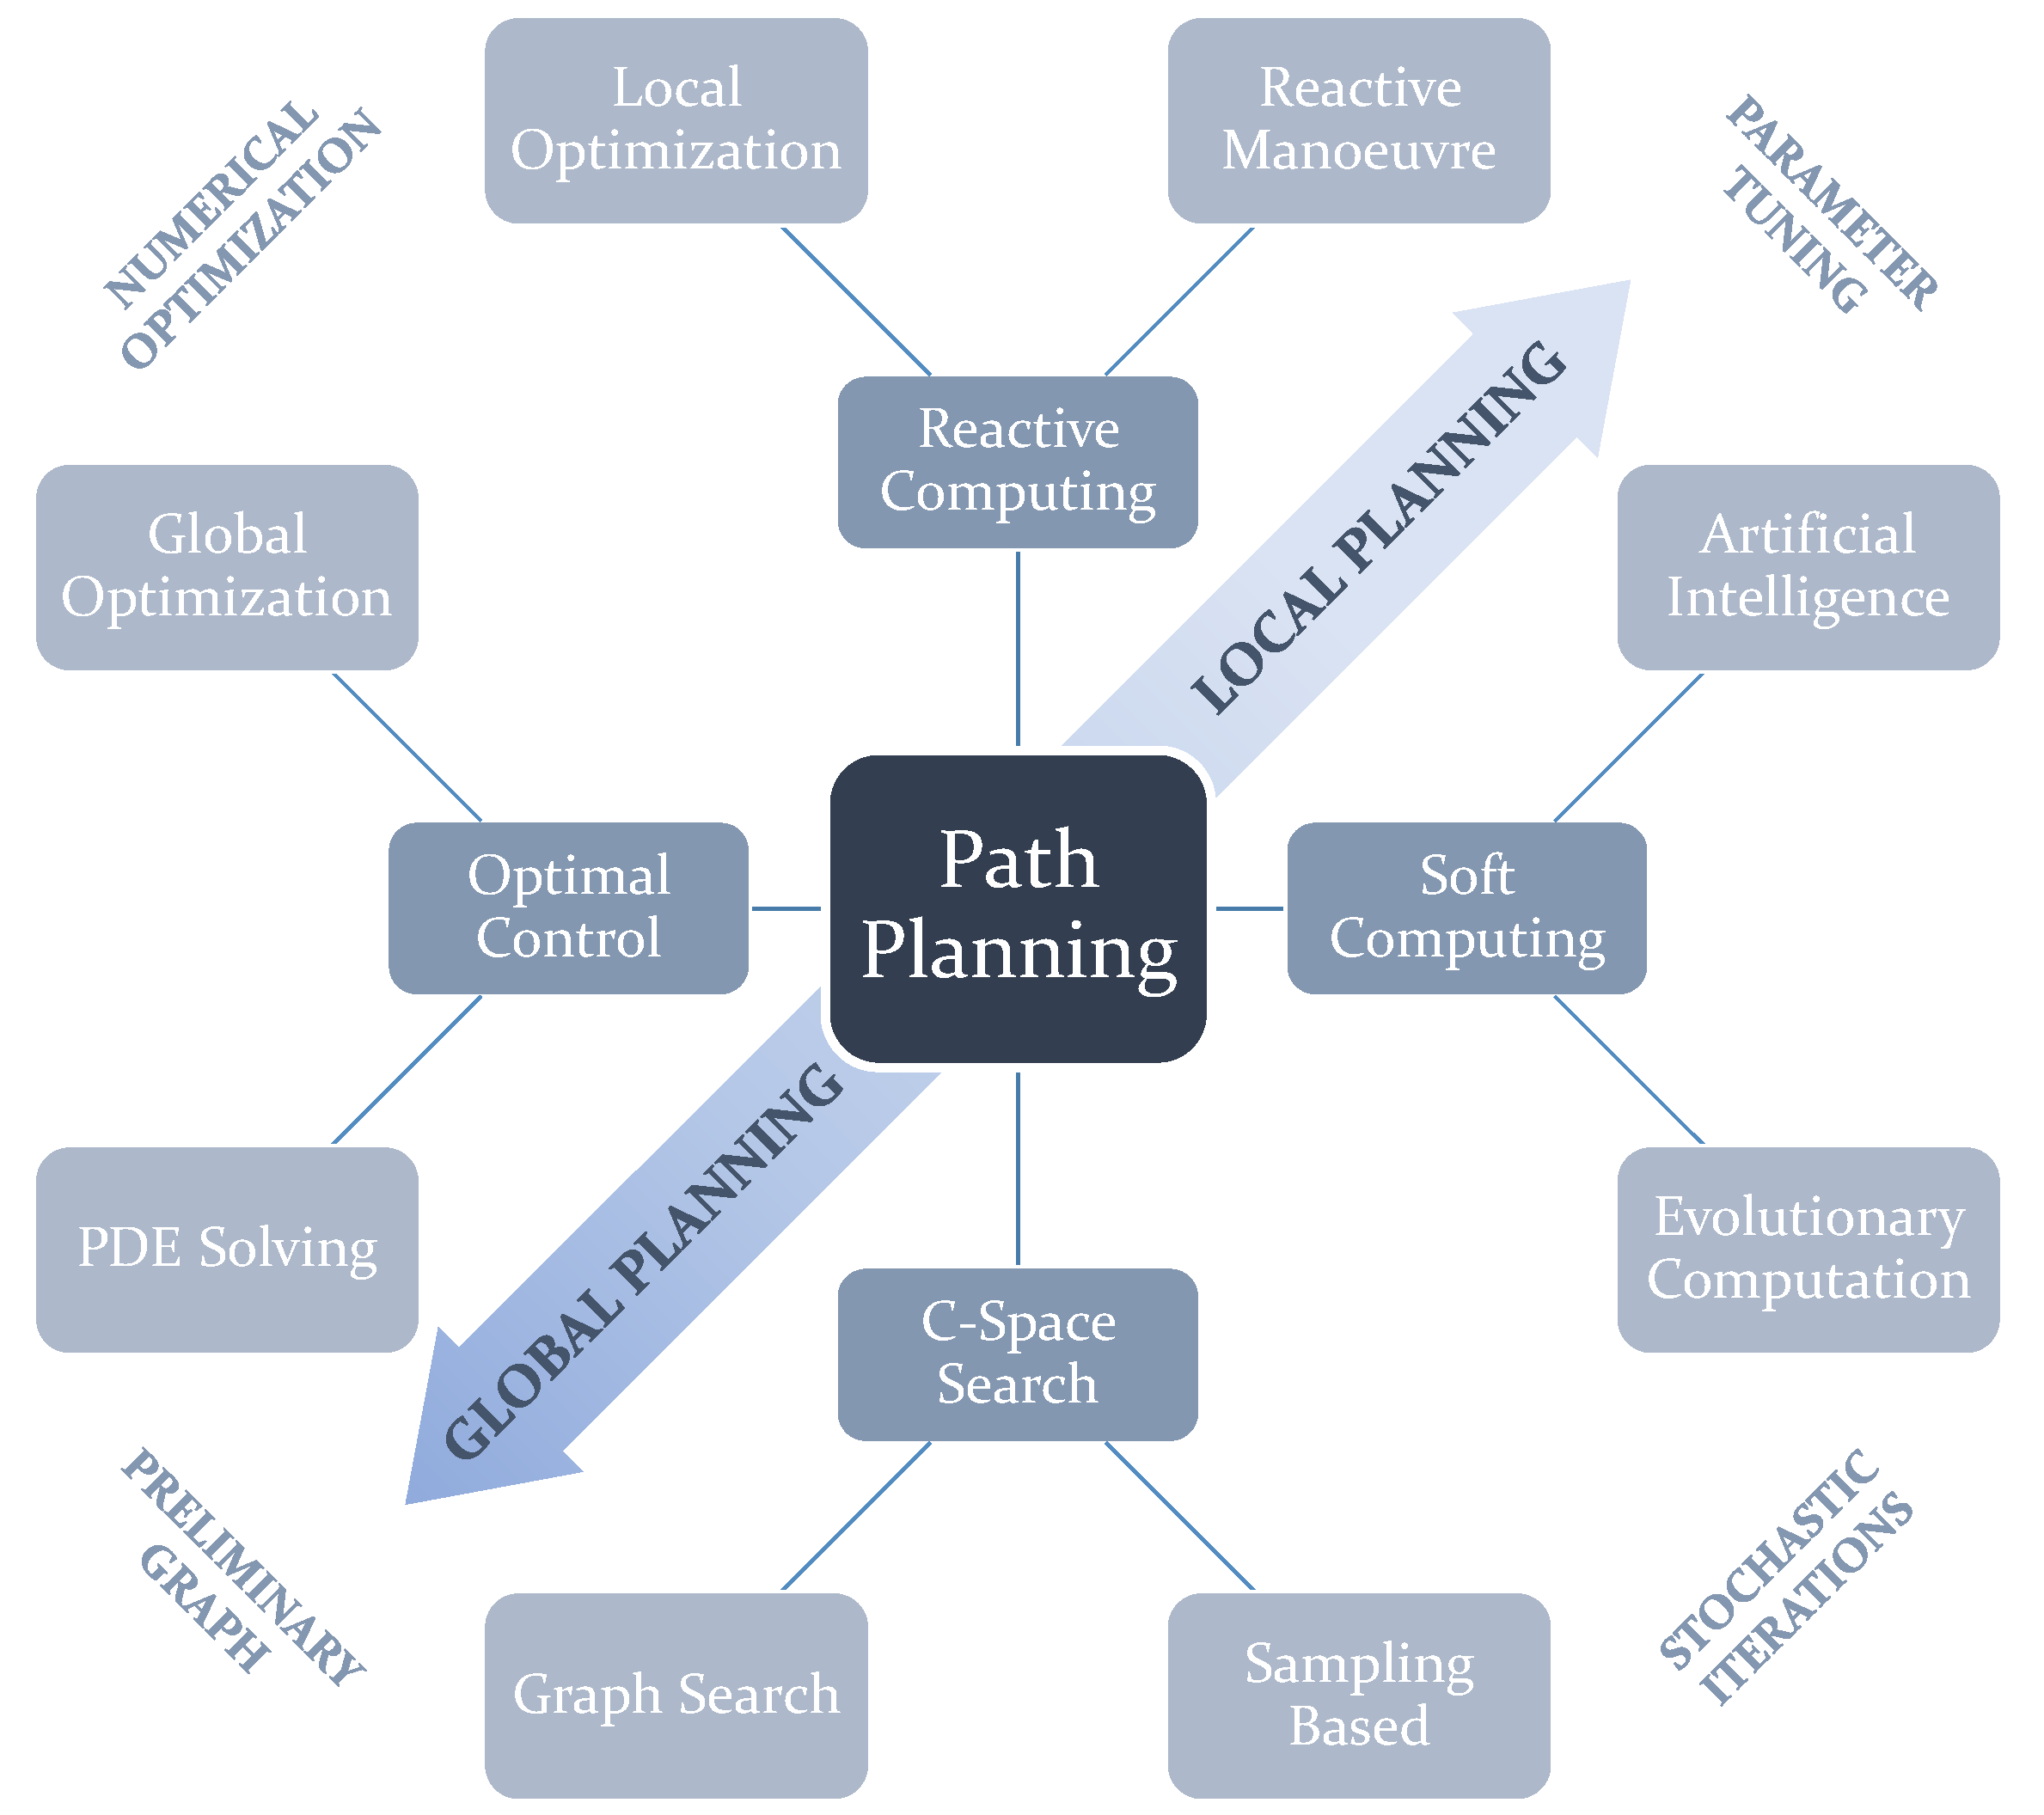 Local
Optimization
Reactive
Manoeuvre
NUMERICAL
OPTIMIZATION
PARAMETER
TUNING
Reactive
Computing
LOCAL PLANNING
Global
Optimization
Artificial
Intelligence
Optimal
Control
Path
Planning
Soft
Computing
PDE Solving
GLOBAL PLANNING
C-Space
Search
Evolutionary
Computation
PRELIMINARY
GRAPH
STOCHASTIC
ITERATIONS
Graph Search
Sampling
Based